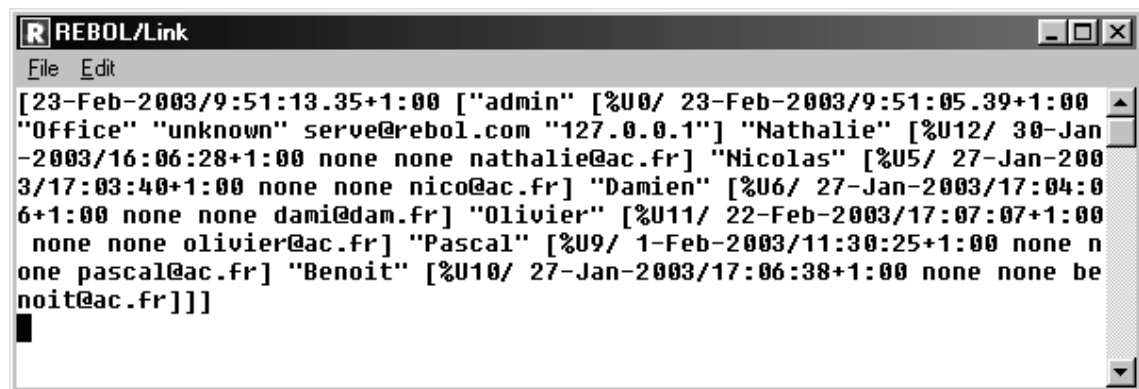 R REBOL/Link
File Edit
[23-Feb-2003/9:51:13.35+1:00 ["admin" [%U0/ 23-Feb-2003/9:51:05.39+1:00
"Office" "unknown" serve@rebol.com "127.0.0.1"] "Nathalie" [%U12/ 30-Jan
-2003/16:06:28+1:00 none none nathalie@ac.fr] "Nicolas" [%U5/ 27-Jan-200
3/17:03:40+1:00 none none nico@ac.fr] "Damien" [%U6/ 27-Jan-2003/17:04:0
6+1:00 none none dami@dam.fr] "Olivier" [%U11/ 22-Feb-2003/17:07:07+1:00
 none none olivier@ac.fr] "Pascal" [%U9/ 1-Feb-2003/11:30:25+1:00 none n
one pascal@ac.fr] "Benoit" [%U10/ 27-Jan-2003/17:06:38+1:00 none none be
noit@ac.fr]]]